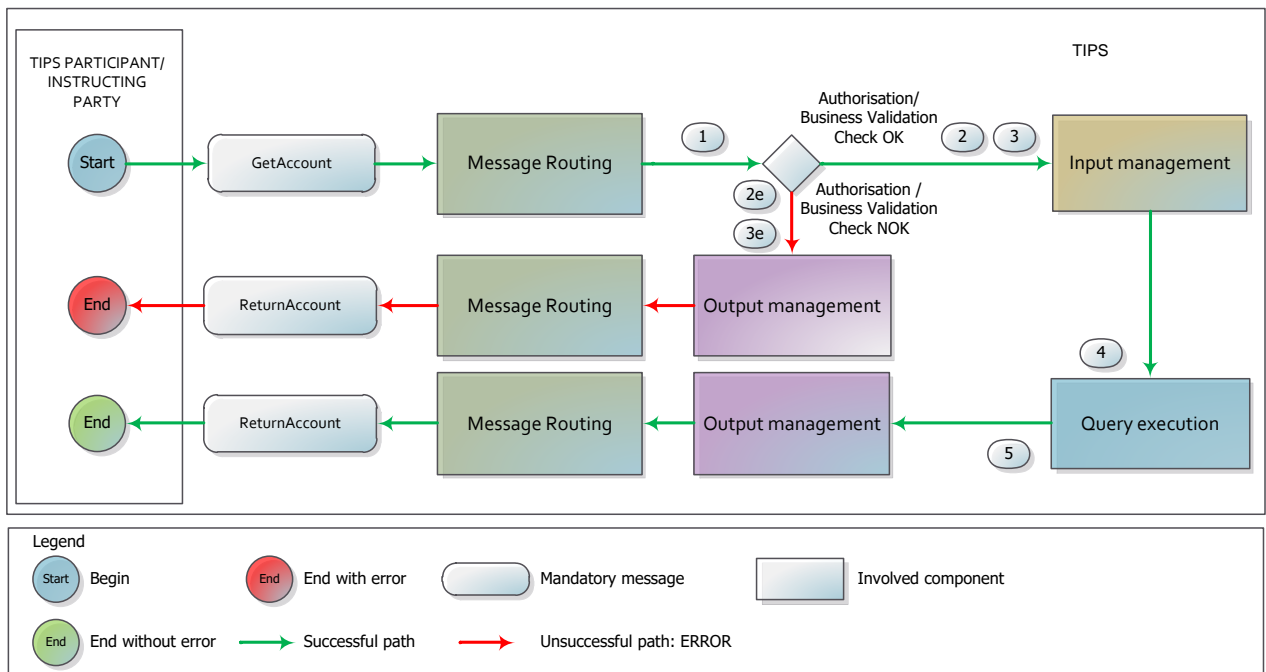 TIPS PARTICIPANT/
INSTRUCTING
PARTY
TIPS
Start
GetAccount
Message Routing
1
Authorisation/
Business Validation
Check OK
2
3
Input management
2e
3e
Authorisation /
Business Validation
Check NOK
End
ReturnAccount
Message Routing
Output management
4
End
ReturnAccount
Message Routing
Output management
5
Query execution
Legend
Start
Begin
End
End with error
Mandatory message
Involved component
End
End without error
Successful path
Unsuccessful path: ERROR